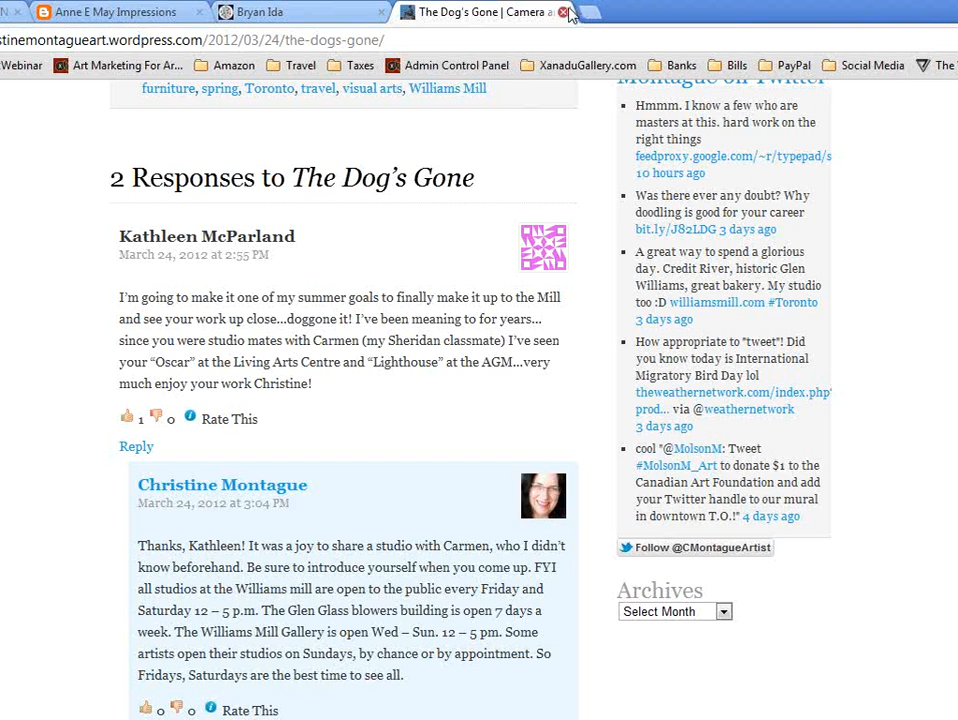 N
Anne E May Impressions
Bryan Ida
The Dog's Gone | Camera
stinemontagueart.wordpress.com/2012/03/24/the-dogs-gone/
Webinar
Art Marketing For Ar...
Amazon
Travel
Taxes
Admin Control Panel
XanaduGallery.com
Banks
Bills
PayPal
Social Media
The
furniture, spring, Toronto, travel, visual arts, Williams Mill
2 Responses to The Dog's Gone
Kathleen McParland
March 24, 2012 at 2:55 PM
I'm going to make it one of my summer goals to finally make it up to the Mill
and see your work up close…doggone it! I've been meaning to for years…
since you were studio mates with Carmen (my Sheridan classmate) I've seen
your “Oscar” at the Living Arts Centre and “Lighthouse” at the AGM…very
much enjoy your work Christine!
1
0
Rate This
Reply
Christine Montague
March 24, 2012 at 3:04 PM
Thanks, Kathleen! It was a joy to share a studio with Carmen, who I didn't
know beforehand. Be sure to introduce yourself when you come up. FYI
all studios at the Williams mill are open to the public every Friday and
Saturday 12 – 5 p.m. The Glen Glass blowers building is open 7 days a
week. The Williams Mill Gallery is open Wed – Sun. 12 – 5 pm. Some
artists open their studios on Sundays, by chance or by appointment. So
Fridays, Saturdays are the best time to see all.
0
0
Rate This
Montague on Twitter
Hmmm. I know a few who are
masters at this. hard work on the
right things
feedproxy.google.com/~r/typepad/s
10 hours ago
Was there ever any doubt? Why
doodling is good for your career
bit.ly/J82LDG 3 days ago
A great way to spend a glorious
day. Credit River, historic Glen
Williams, great bakery. My studio
too :D williamsmill.com #Toronto
3 days ago
How appropriate to "tweet"! Did
you know today is International
Migratory Bird Day lol
theweathernetwork.com/index.php?
prod… via @weathernetwork
3 days ago
cool "@MolsonM: Tweet
#MolsonM_Art to donate $1 to the
Canadian Art Foundation and add
your Twitter handle to our mural
in downtown T.O.!" 4 days ago
Follow @CMontagueArtist
Archives
Select Month